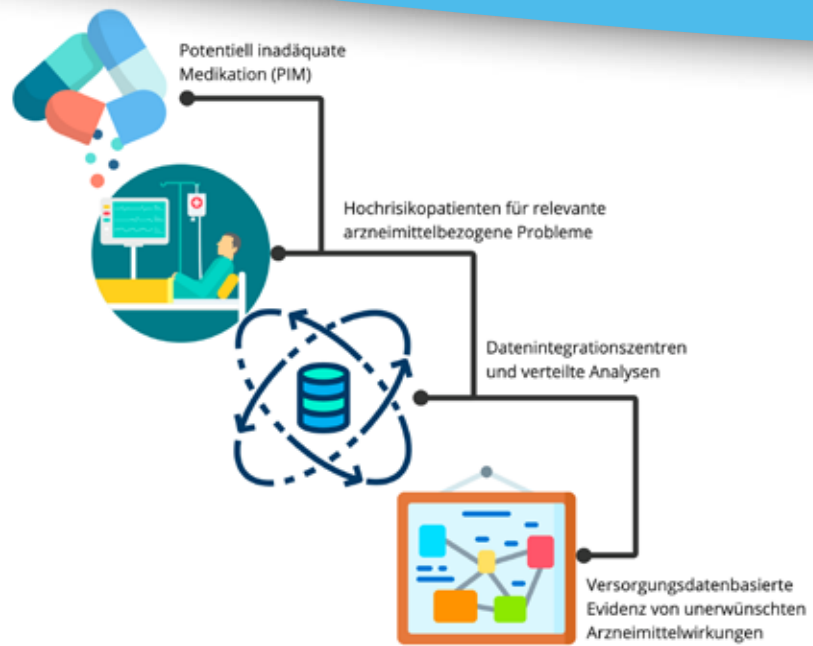 Potentiell inadäquate
Medikation (PIM)
Hochrisikopatienten für relevante
arzneimittelbezogene Probleme
Datenintegrationszentren
und verteilte Analysen
Versorgungsdatenbasierte
Evidenz von unerwünschten
Arzneimittelwirkungen